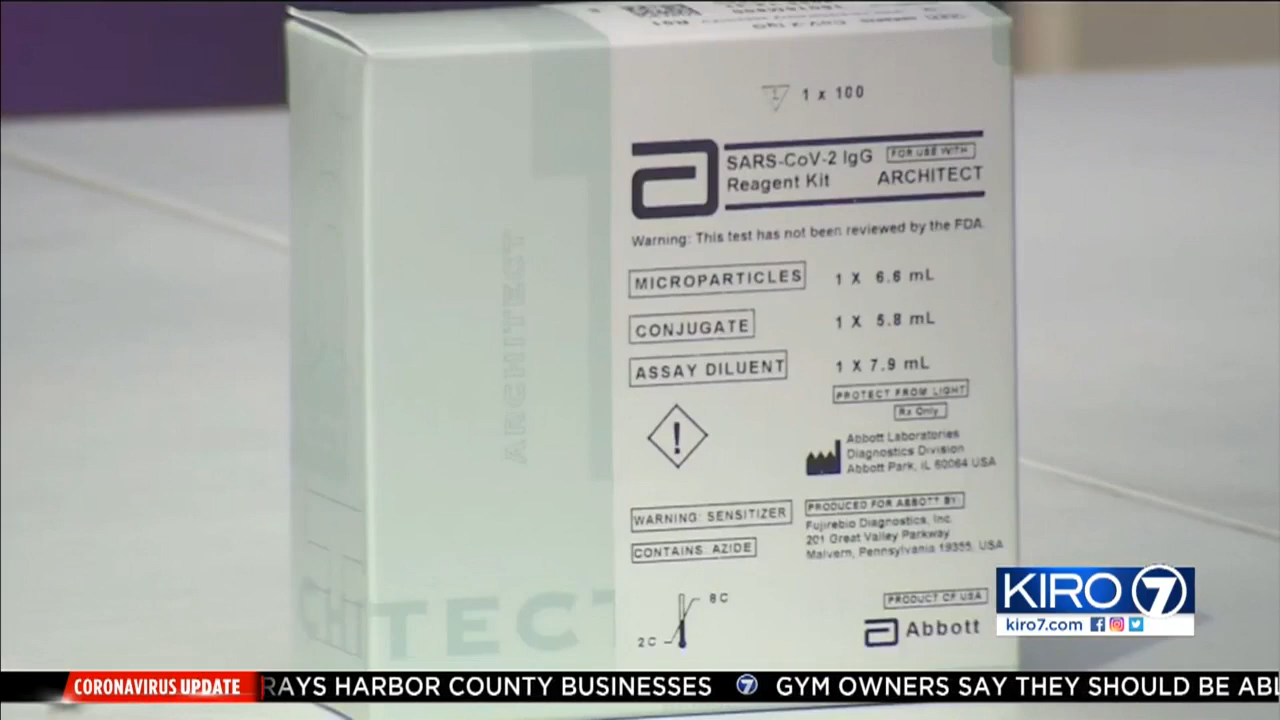 1 x 100
SARS-CoV-2 IgG FOR USE WITH
Reagent Kit ARCHITECT
Warning: This test has not been reviewed by the FDA.
MICROPARTICLES 1 X 6.6 mL
CONJUGATE 1 X 5.8 mL
ASSAY DILUENT 1 X 7.9 mL
PROTECT FROM LIGHT
Rx Only
Abbott Laboratories
Diagnostics Division
Abbott Park, IL 60064 USA
WARNING: SENSITIZER
CONTAINS: AZIDE
PRODUCED FOR ABBOTT BY:
Fujirebio Diagnostics, Inc.
201 Great Valley Parkway
Malvern, Pennsylvania 19355, USA
8 C
2 C
PRODUCT OF USA
Abbott
ARCHITECT
CHTECT
KIRO 7
kiro7.com
CORONAVIRUS UPDATE RAYS HARBOR COUNTY BUSINESSES 7 GYM OWNERS SAY THEY SHOULD BE ABL